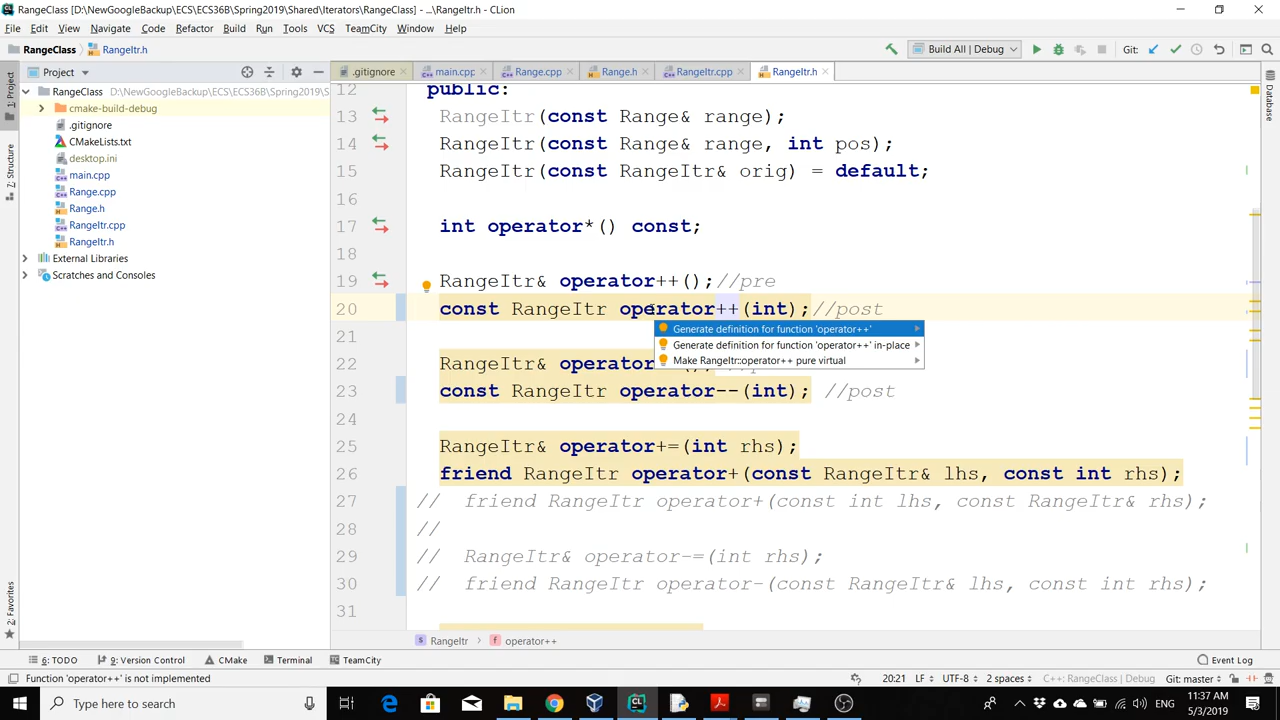 RangeClass [D:\NewGoogleBackup\ECS\ECS36B\Spring2019\Shared\Iterators\RangeClass] - ...\RangeItr.h - CLion
File Edit View Navigate Code Refactor Build Run Tools VCS TeamCity Window Help
RangeClass RangeItr.h Build All | Debug Git:
Project .gitignore main.cpp Range.cpp Range.h RangeItr.cpp RangeItr.h
1: Project
Z: Structure
2: Favorites
Database
RangeClass D:\NewGoogleBackup\ECS\ECS36B\Spring2019\S
cmake-build-debug
.gitignore
CMakeLists.txt
desktop.ini
main.cpp
Range.cpp
Range.h
RangeItr.cpp
RangeItr.h
External Libraries
Scratches and Consoles
12 public:
13 RangeItr(const Range& range);
14 RangeItr(const Range& range, int pos);
15 RangeItr(const RangeItr& orig) = default;
16
17 int operator*() const;
18
19 RangeItr& operator++();//pre
20 const RangeItr operator++(int);//post
Generate definition for function 'operator++'
Generate definition for function 'operator++' in-place
Make RangeItr::operator++ pure virtual
21
22 RangeItr& operator
23 const RangeItr operator--(int); //post
24
25 RangeItr& operator+=(int rhs);
26 friend RangeItr operator+(const RangeItr& lhs, const int rhs);
27 // friend RangeItr operator+(const int lhs, const RangeItr& rhs);
28 //
29 // RangeItr& operator-=(int rhs);
30 // friend RangeItr operator-(const RangeItr& lhs, const int rhs);
31
RangeItr operator++
6: TODO 9: Version Control CMake Terminal TeamCity Event Log
Function 'operator++' is not implemented 20:21 LF UTF-8 2 spaces C++: RangeClass | Debug Git: master
Type here to search 11:37 AM
5/3/2019